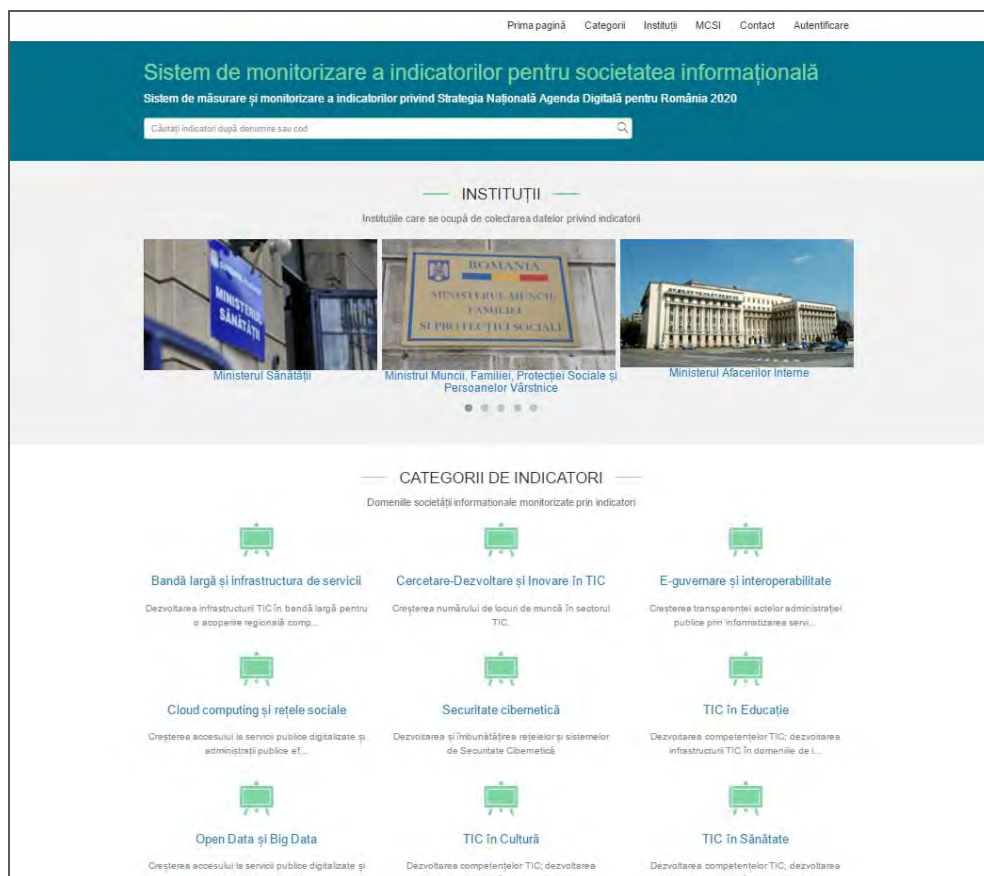 Prima pagină Categorii Instituții MCSI Contact Autentificare
Sistem de monitorizare a indicatorilor pentru societatea informațională
Sistem de măsurare și monitorizare a indicatorilor privind Strategia Națională Agenda Digitală pentru România 2020
Căutați indicatori după denumire sau cod
INSTITUȚII
Instituțiile care se ocupă de colectarea datelor privind indicatorii
MINISTERUL
SĂNĂTĂȚII
ROMANIA
MINISTERUL MUNCII,
FAMILIEI
SI PROTECȚIEI SOCIALE
Ministerul Sănătății
Ministrul Muncii, Familiei, Protecției Sociale și
Persoanelor Vârstnice
Ministerul Afacerilor Interne
CATEGORII DE INDICATORI
Domeniile societății informaționale monitorizate prin indicatori
Bandă largă și infrastructura de servicii
Dezvoltarea infrastructurii TIC în bandă largă pentru
o acoperire regională comp...
Cercetare-Dezvoltare și Inovare în TIC
Creșterea numărului de locuri de muncă în sectorul
TIC.
E-guvernare și interoperabilitate
Creșterea transparenței actelor administrației
publice prin informatizarea servi...
Cloud computing și rețele sociale
Creșterea accesului la servicii publice digitalizate și
administrații publice ef...
Securitate cibernetică
Dezvoltarea și îmbunătățirea rețelelor și sistemelor
de Securitate Cibernetică
TIC în Educație
Dezvoltarea competențelor TIC; dezvoltarea
infrastructurii TIC în domeniile de i...
Open Data și Big Data
Creșterea accesului la servicii publice digitalizate și
TIC în Cultură
Dezvoltarea competențelor TIC; dezvoltarea
TIC în Sănătate
Dezvoltarea competențelor TIC, dezvoltarea